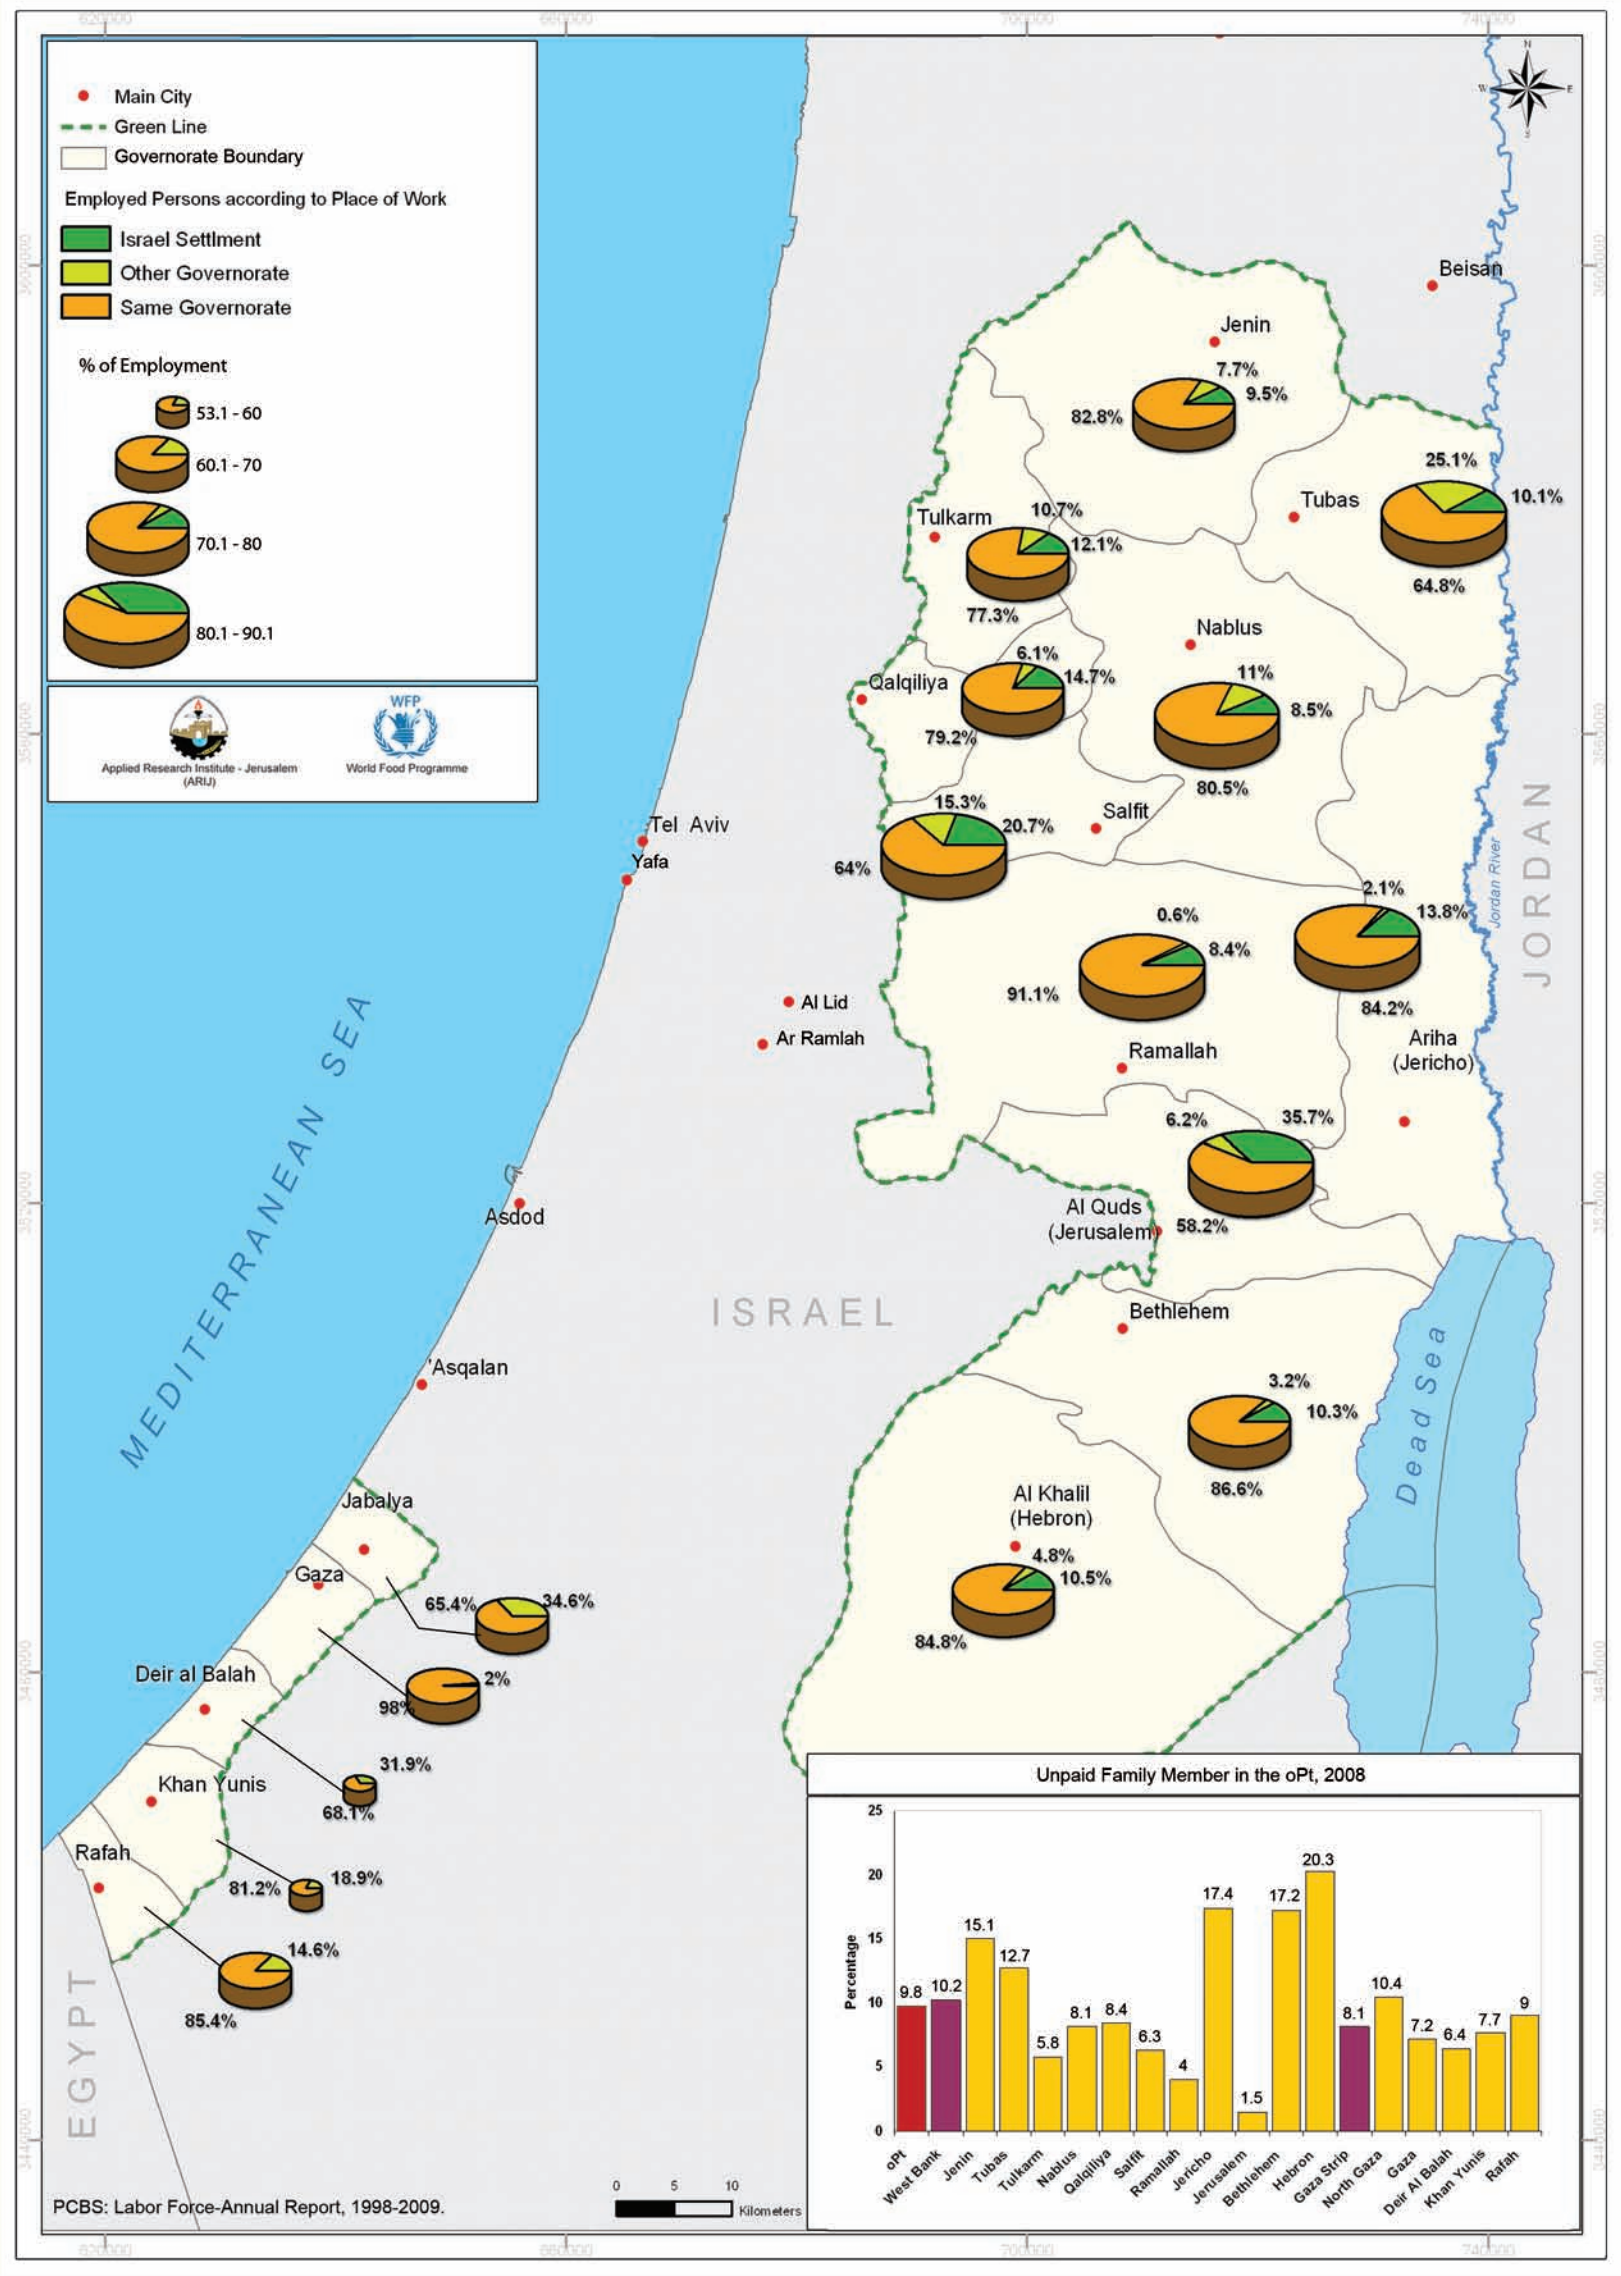 620000
660000
700000
740000
N
W
E
S
Main City
Green Line
Governorate Boundary
Employed Persons according to Place of Work
Israel Settlment
Other Governorate
Same Governorate
% of Employment
53.1 - 60
60.1 - 70
70.1 - 80
80.1 - 90.1
Applied Research Institute - Jerusalem
(ARIJ)
WFP
World Food Programme
Beisan
Jenin
7.7%
9.5%
82.8%
25.1%
10.1%
Tubas
64.8%
Tulkarm
10.7%
12.1%
77.3%
Nablus
11%
8.5%
80.5%
Qalqiliya
6.1%
14.7%
79.2%
Salfit
15.3%
20.7%
64%
Tel Aviv
Yafa
2.1%
13.8%
84.2%
Ariha
(Jericho)
Jordan River
JORDAN
0.6%
8.4%
91.1%
Ramallah
Al Lid
Ar Ramlah
6.2%
35.7%
58.2%
Al Quds
(Jerusalem)
Asdod
MEDITERRANEAN SEA
ISRAEL
Bethlehem
3.2%
10.3%
86.6%
Dead Sea
'Asqalan
Al Khalil
(Hebron)
4.8%
10.5%
84.8%
Jabalya
Gaza
65.4%
34.6%
Deir al Balah
98%
2%
31.9%
68.1%
Khan Yunis
81.2%
18.9%
Rafah
14.6%
85.4%
EGYPT
PCBS: Labor Force-Annual Report, 1998-2009.
0 5 10
Kilometers
Unpaid Family Member in the oPt, 2008
Percentage
25
20
15
10
5
0
9.8
10.2
15.1
12.7
5.8
8.1
8.4
6.3
4
17.4
1.5
17.2
20.3
8.1
10.4
7.2
6.4
7.7
9
oPt
West Bank
Jenin
Tubas
Tulkarm
Nablus
Qalqiliya
Salfit
Ramallah
Jericho
Jerusalem
Bethlehem
Hebron
Gaza Strip
North Gaza
Gaza
Deir Al Balah
Khan Yunis
Rafah
620000
660000
700000
740000